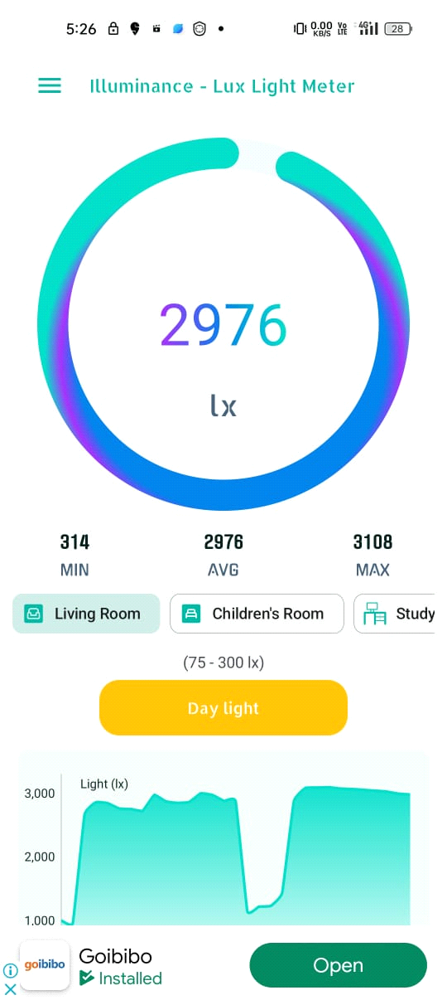 5:26 0.00 KB/S Vo LTE 4G+ 28
Illuminance - Lux Light Meter
2976
lx
314 2976 3108
MIN AVG MAX
Living Room Children's Room Study
(75 - 300 lx)
Day light
Light (lx)
3,000
2,000
1,000
goibibo Goibibo Open
Installed